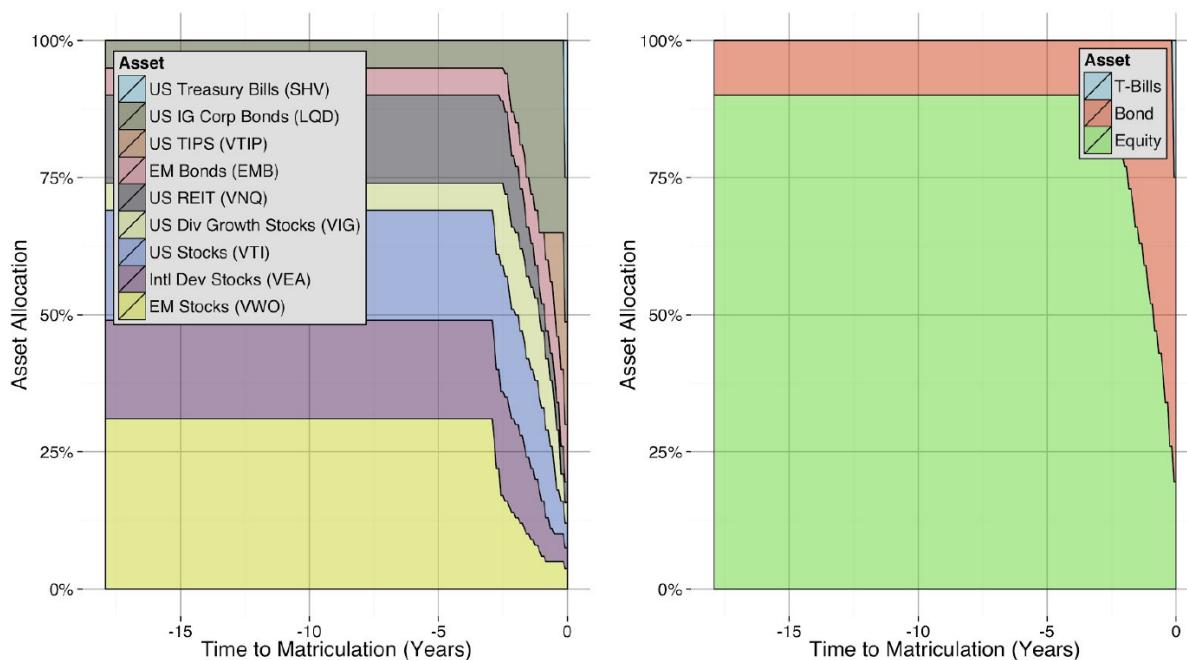 100%
75%
50%
25%
0%
Asset Allocation
Asset
US Treasury Bills (SHV)
US IG Corp Bonds (LQD)
US TIPS (VTIP)
EM Bonds (EMB)
US REIT (VNQ)
US Div Growth Stocks (VIG)
US Stocks (VTI)
Intl Dev Stocks (VEA)
EM Stocks (VWO)
-15 -10 -5 0
Time to Matriculation (Years)
100%
75%
50%
25%
0%
Asset Allocation
Asset
T-Bills
Bond
Equity
-15 -10 -5 0
Time to Matriculation (Years)